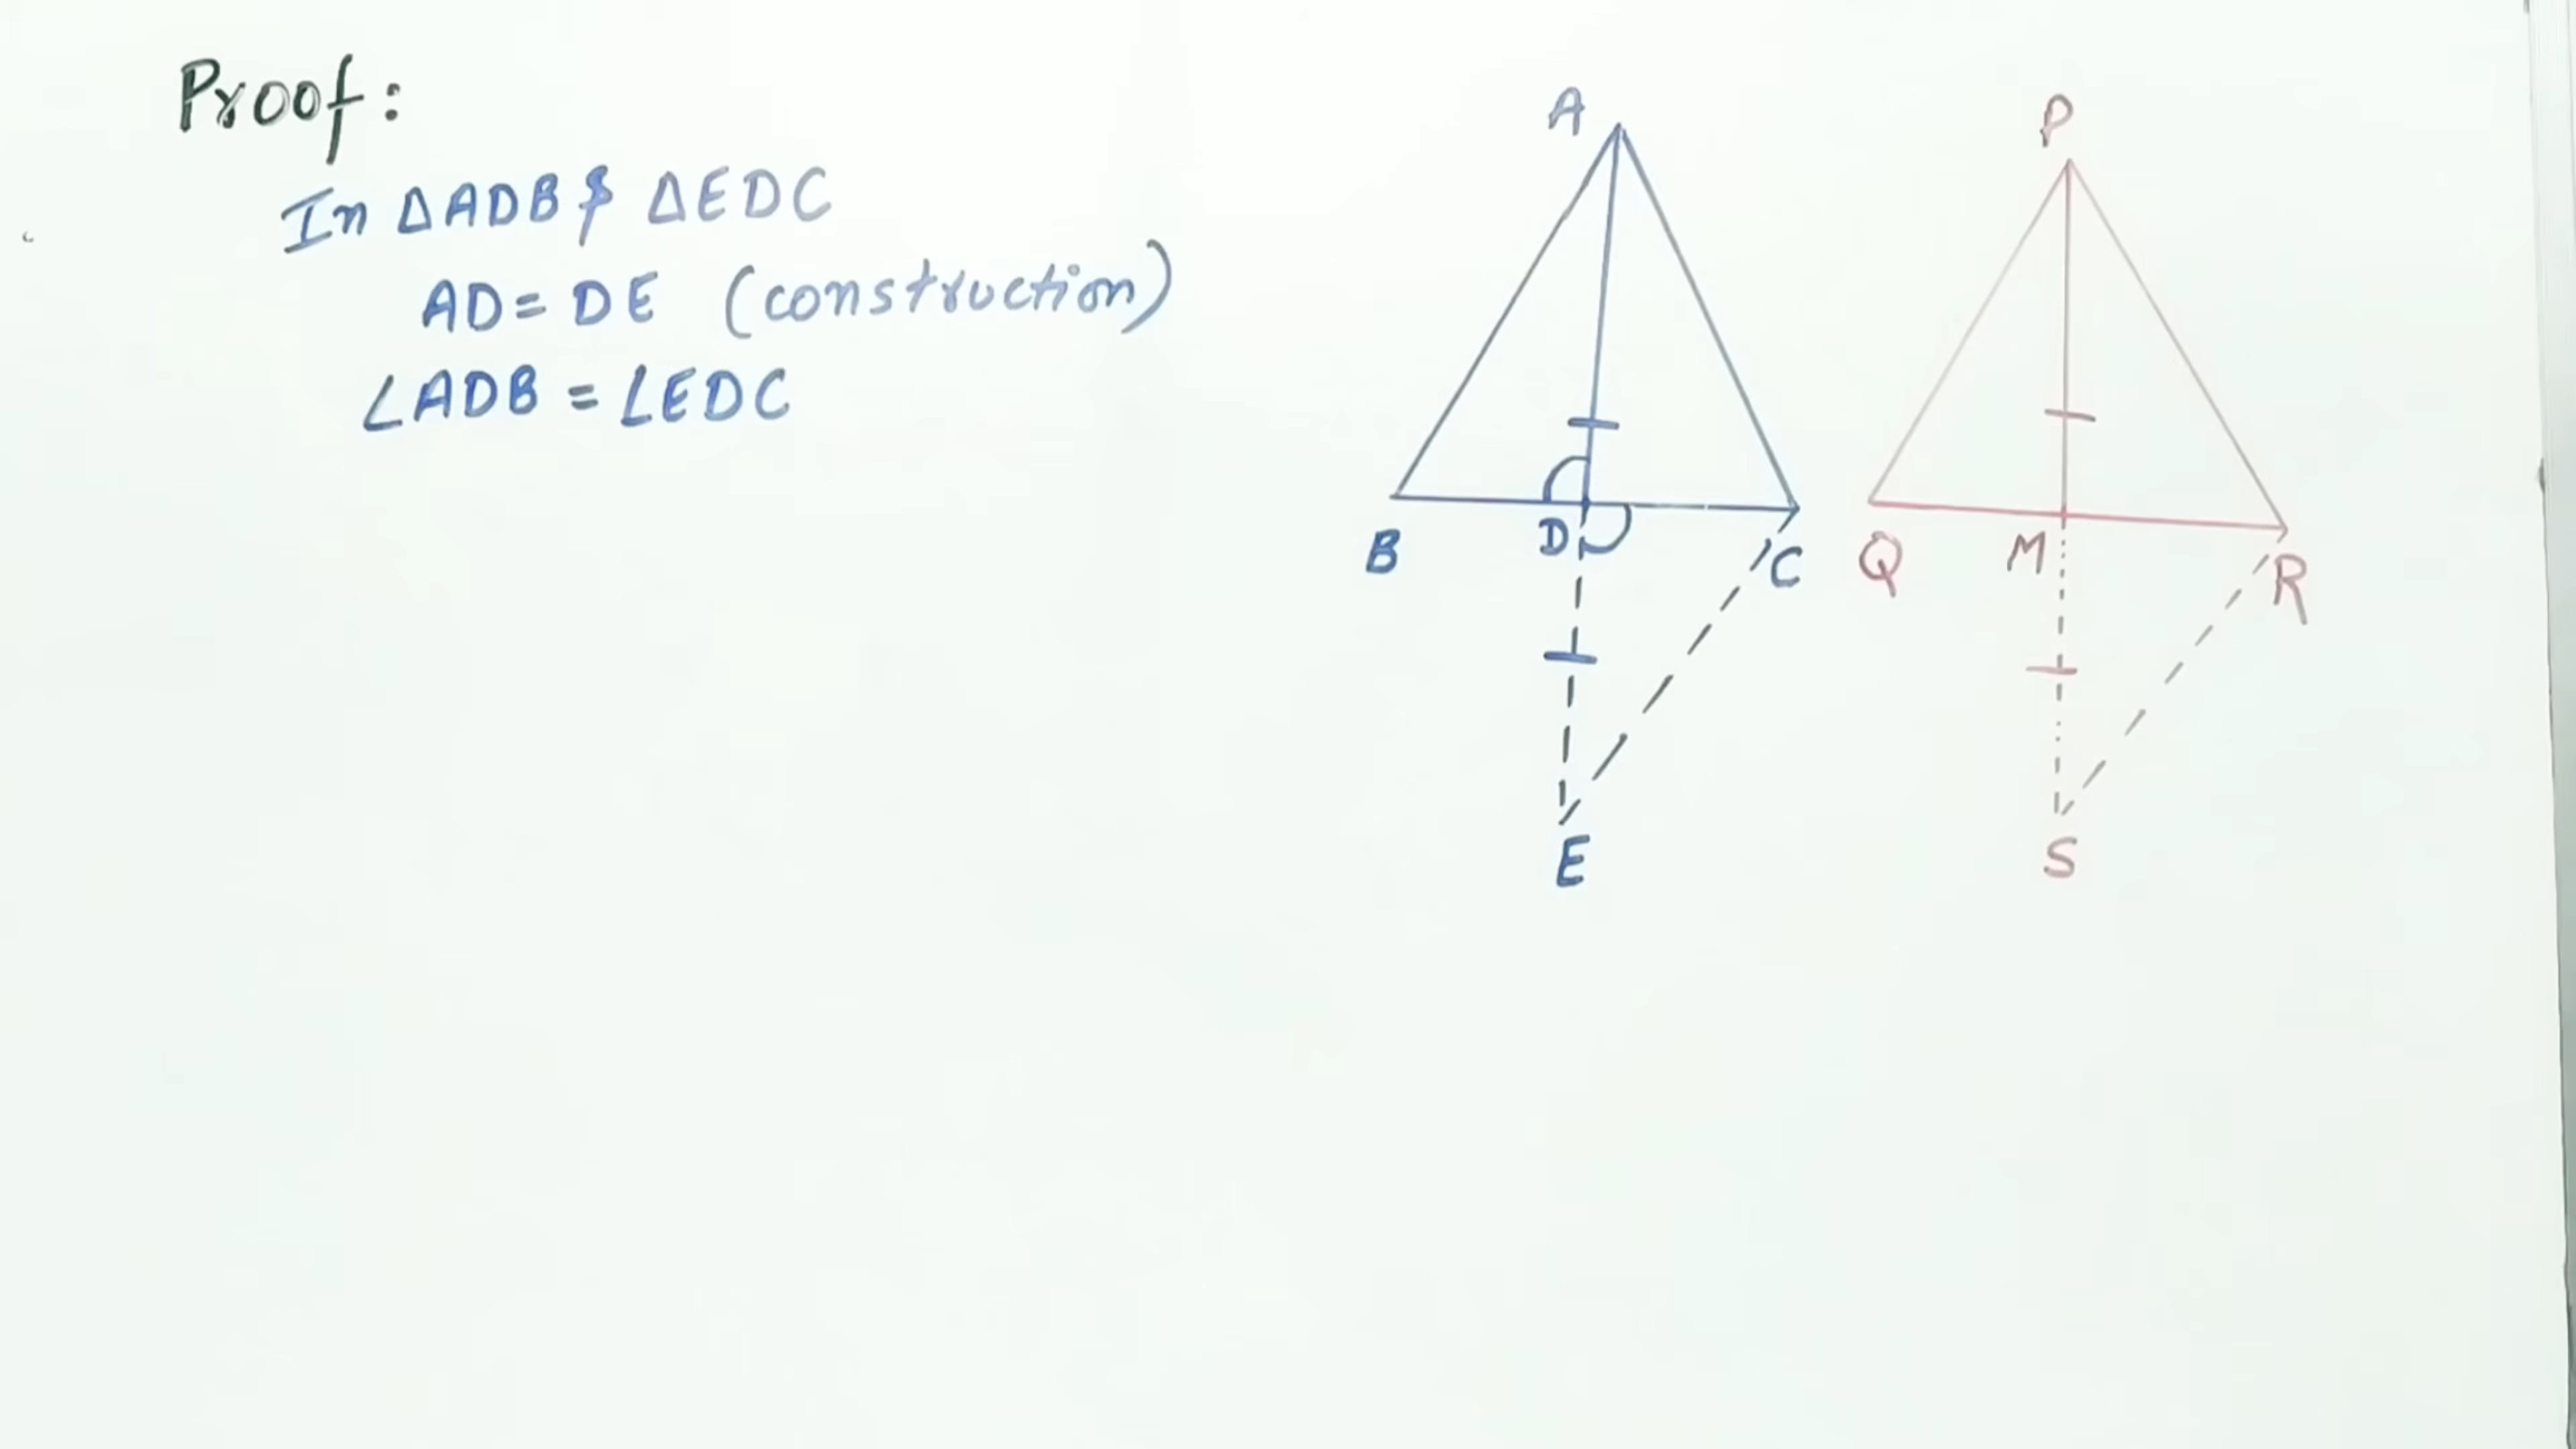 Proof:
In ΔADB & ΔEDC
AD = DE (construction)
∠ADB = ∠EDC
A
P
B
D
C
Q
M
R
E
S